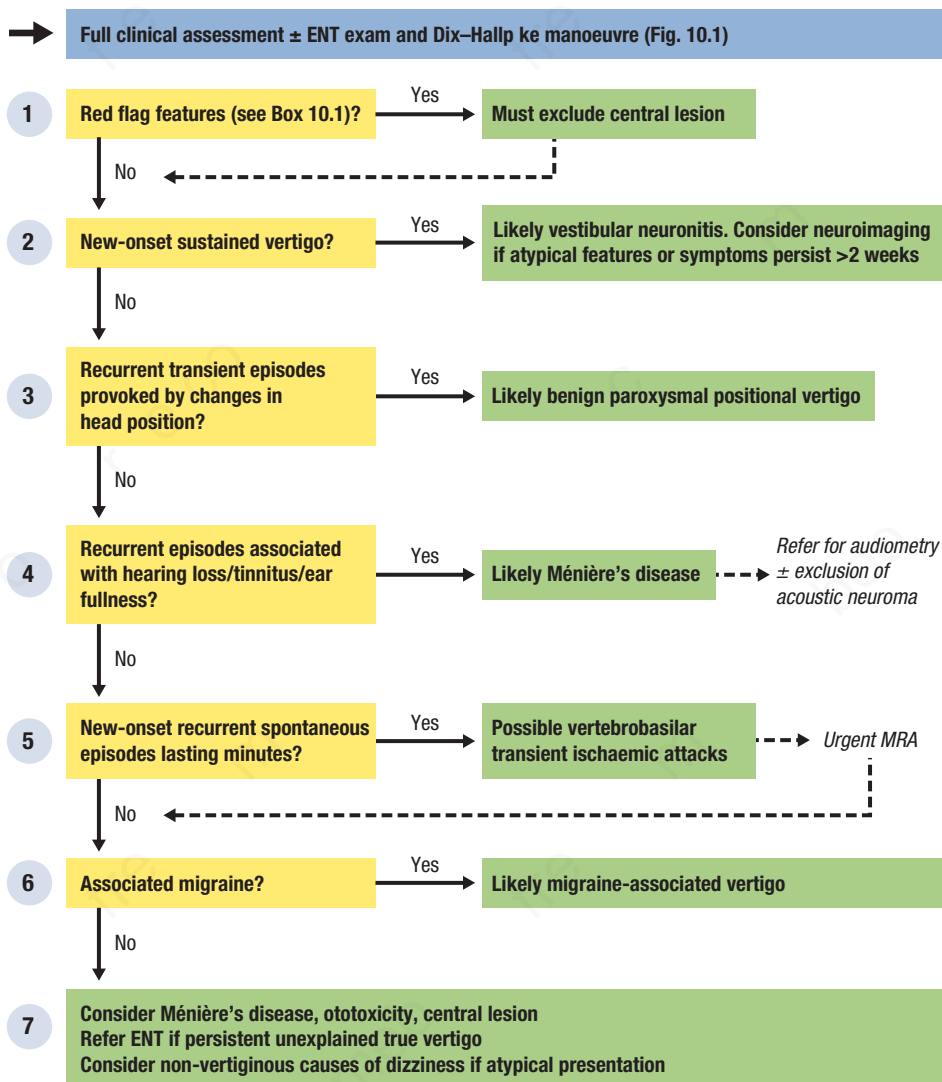 Full clinical assessment ± ENT exam and Dix–Hallp ke manoeuvre (Fig. 10.1)
1
Red flag features (see Box 10.1)?
Yes
Must exclude central lesion
No
2
New-onset sustained vertigo?
Yes
Likely vestibular neuronitis. Consider neuroimaging
if atypical features or symptoms persist >2 weeks
No
3
Recurrent transient episodes
provoked by changes in
head position?
Yes
Likely benign paroxysmal positional vertigo
No
4
Recurrent episodes associated
with hearing loss/tinnitus/ear
fullness?
Yes
Likely Ménière’s disease
Refer for audiometry
± exclusion of
acoustic neuroma
No
5
New-onset recurrent spontaneous
episodes lasting minutes?
Yes
Possible vertebrobasilar
transient ischaemic attacks
Urgent MRA
No
6
Associated migraine?
Yes
Likely migraine-associated vertigo
No
7
Consider Ménière’s disease, ototoxicity, central lesion
Refer ENT if persistent unexplained true vertigo
Consider non-vertiginous causes of dizziness if atypical presentation